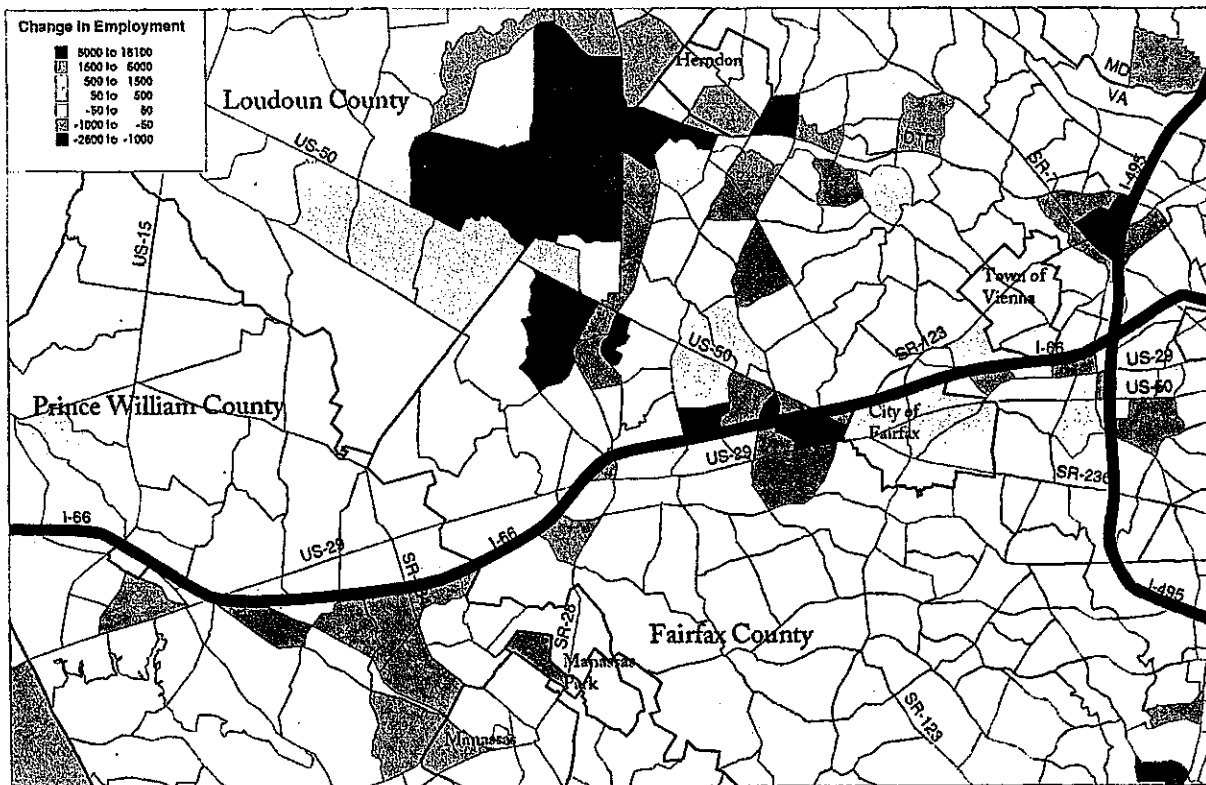 Change in Employment
5000 to 18100
1500 to 5000
500 to 1500
50 to 500
-50 to 50
-1000 to -50
-2500 to -1000
Herndon
MD
VA
Loudoun County
US-50
DTR
SR-7
I-495
US-15
Town of
Vienna
US-50
SR-123
I-66
US-29
US-50
Prince William County
City of
Fairfax
US-29
SR-236
I-66
US-29
I-66
SR-
I-495
SR-28
Fairfax County
Manassas
Park
SR-123
Manassas